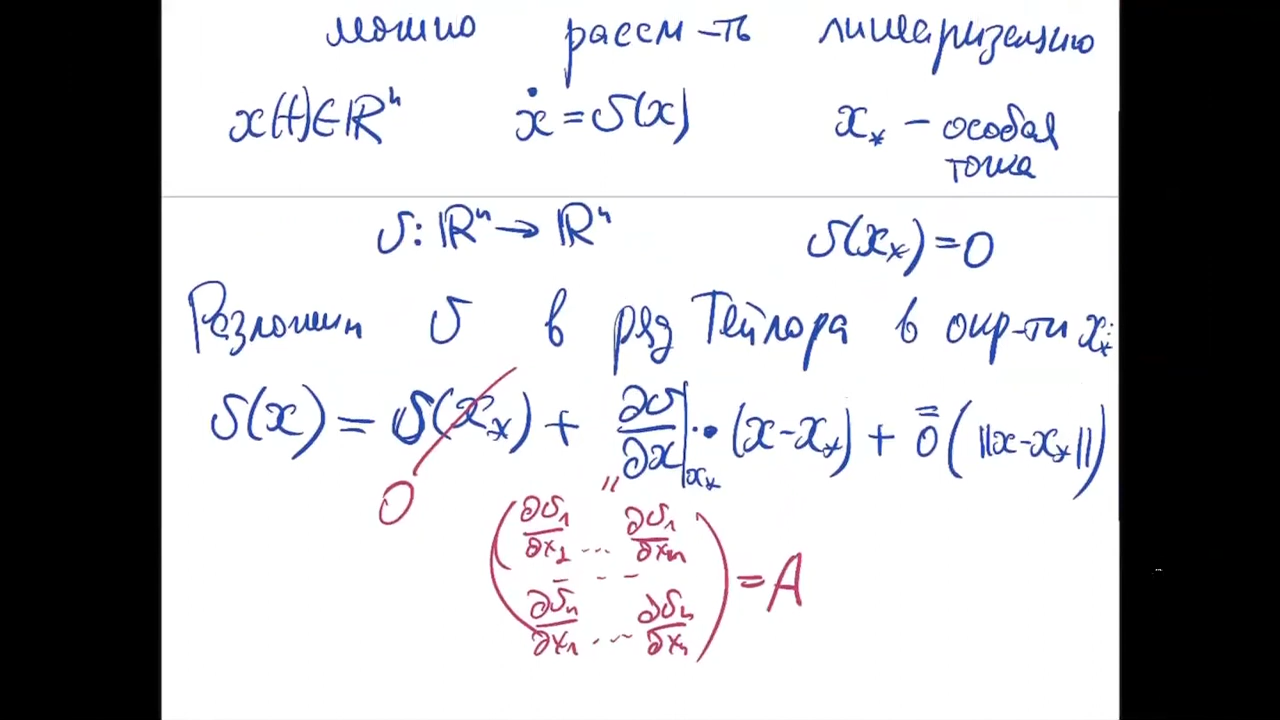 можно рассм-ть линеаризацию
x(t)∈ℝⁿ ẋ = v(x) x* – особая
точка
v: ℝⁿ → ℝⁿ v(x*) = 0
Разложим v в ряд Тейлора в окр-ти x*:
v(x) = v(x*) + ∂v/∂x|x* · (x-x*) + ō̄(||x-x*||)
0 "
(∂v₁/∂x₁ ... ∂v₁/∂xₙ
- - -
∂vₙ/∂x₁ ... ∂vₙ/∂xₙ) = A